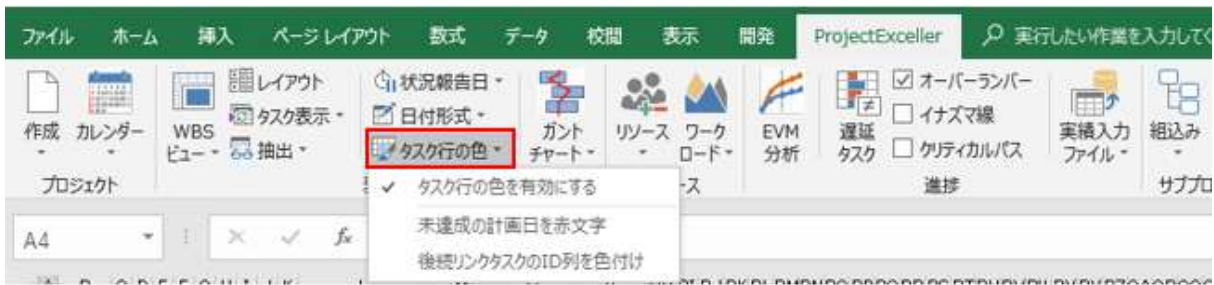 ファイル ホーム 挿入 ページ レイアウト 数式 データ 校閲 表示 開発 ProjectExceller 実行したい作業を入力してく
作成
カレンダー
WBS
ビュー
レイアウト
タスク表示
抽出
状況報告日
日付形式
タスク行の色
ガント
チャート
リソース
ワーク
ロード
EVM
分析
遅延
タスク
オーバーランバー
イナズマ線
クリティカルパス
実績入力
ファイル
組込み
プロジェクト
ース
進捗
サブプロ
タスク行の色を有効にする
未達成の計画日を赤文字
後続リンクタスクのID列を色付け
A4
fx